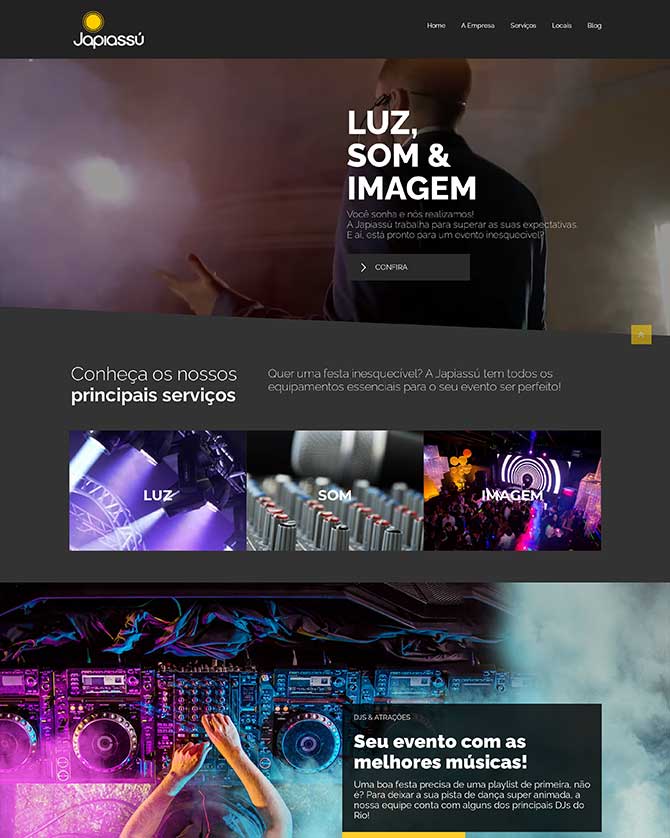 Japiassú
Home A Empresa Serviços Locais Blog
LUZ,
SOM &
IMAGEM
Você sonha e nós realizamos!
A Japiassú trabalha para superar as suas expectativas.
E aí, está pronto para um evento inesquecível?
CONFIRA
Conheça os nossos
principais serviços
Quer uma festa inesquecível? A Japiassú tem todos os
equipamentos essenciais para o seu evento ser perfeito!
LUZ
SOM
IMAGEM
DJS & ATRAÇÕES
Seu evento com as
melhores músicas!
Uma boa festa precisa de uma playlist de primeira, não
é? Para deixar a sua pista de dança super animada, a
nossa equipe conta com alguns dos principais DJs do
Rio!